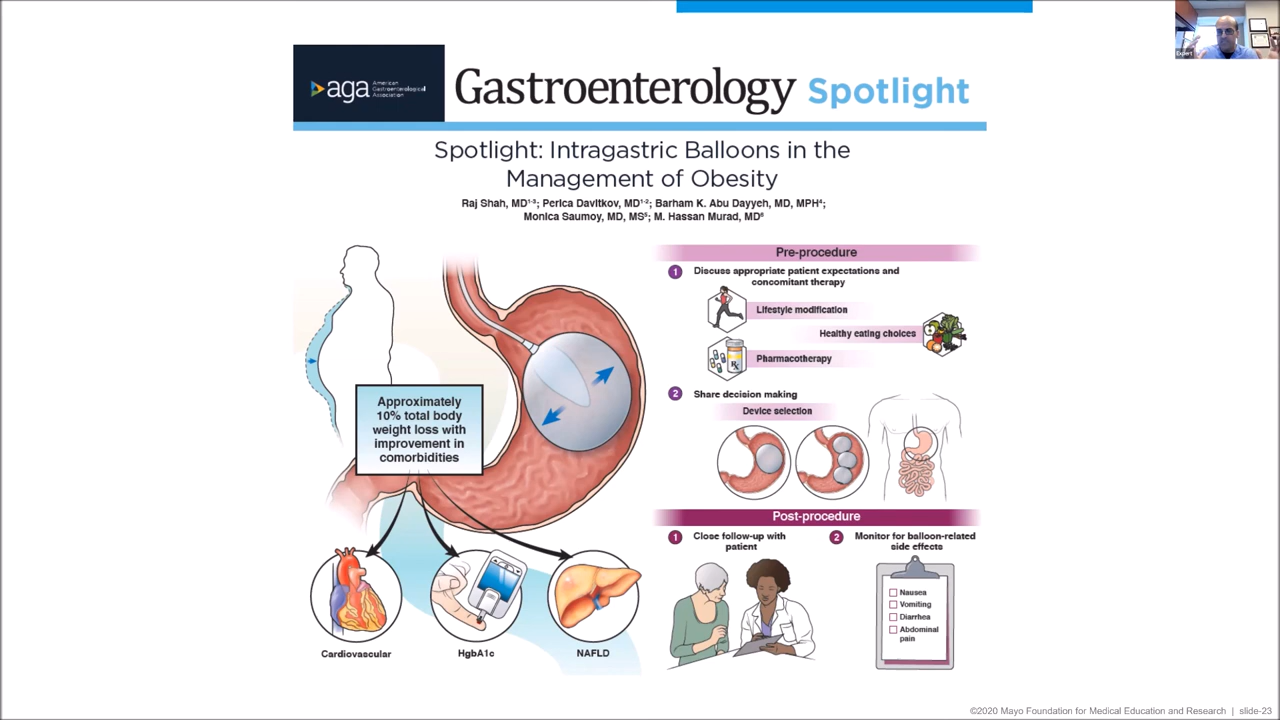 Expert
aga American
Gastroenterological
Association
Gastroenterology Spotlight
Spotlight: Intragastric Balloons in the
Management of Obesity
Raj Shah, MD¹˒³; Perica Davitkov, MD¹˒²; Barham K. Abu Dayyeh, MD, MPH⁴;
Monica Saumoy, MD, MS⁵; M. Hassan Murad, MD⁶
Approximately
10% total body
weight loss with
improvement in
comorbidities
Cardiovascular
HgbA1c
NAFLD
Pre-procedure
1 Discuss appropriate patient expectations and
concomitant therapy
Lifestyle modification
Healthy eating choices
Rx
Pharmacotherapy
2 Share decision making
Device selection
Post-procedure
1 Close follow-up with
patient
2 Monitor for balloon-related
side effects
Nausea
Vomiting
Diarrhea
Abdominal
pain
©2020 Mayo Foundation for Medical Education and Research | slide-23